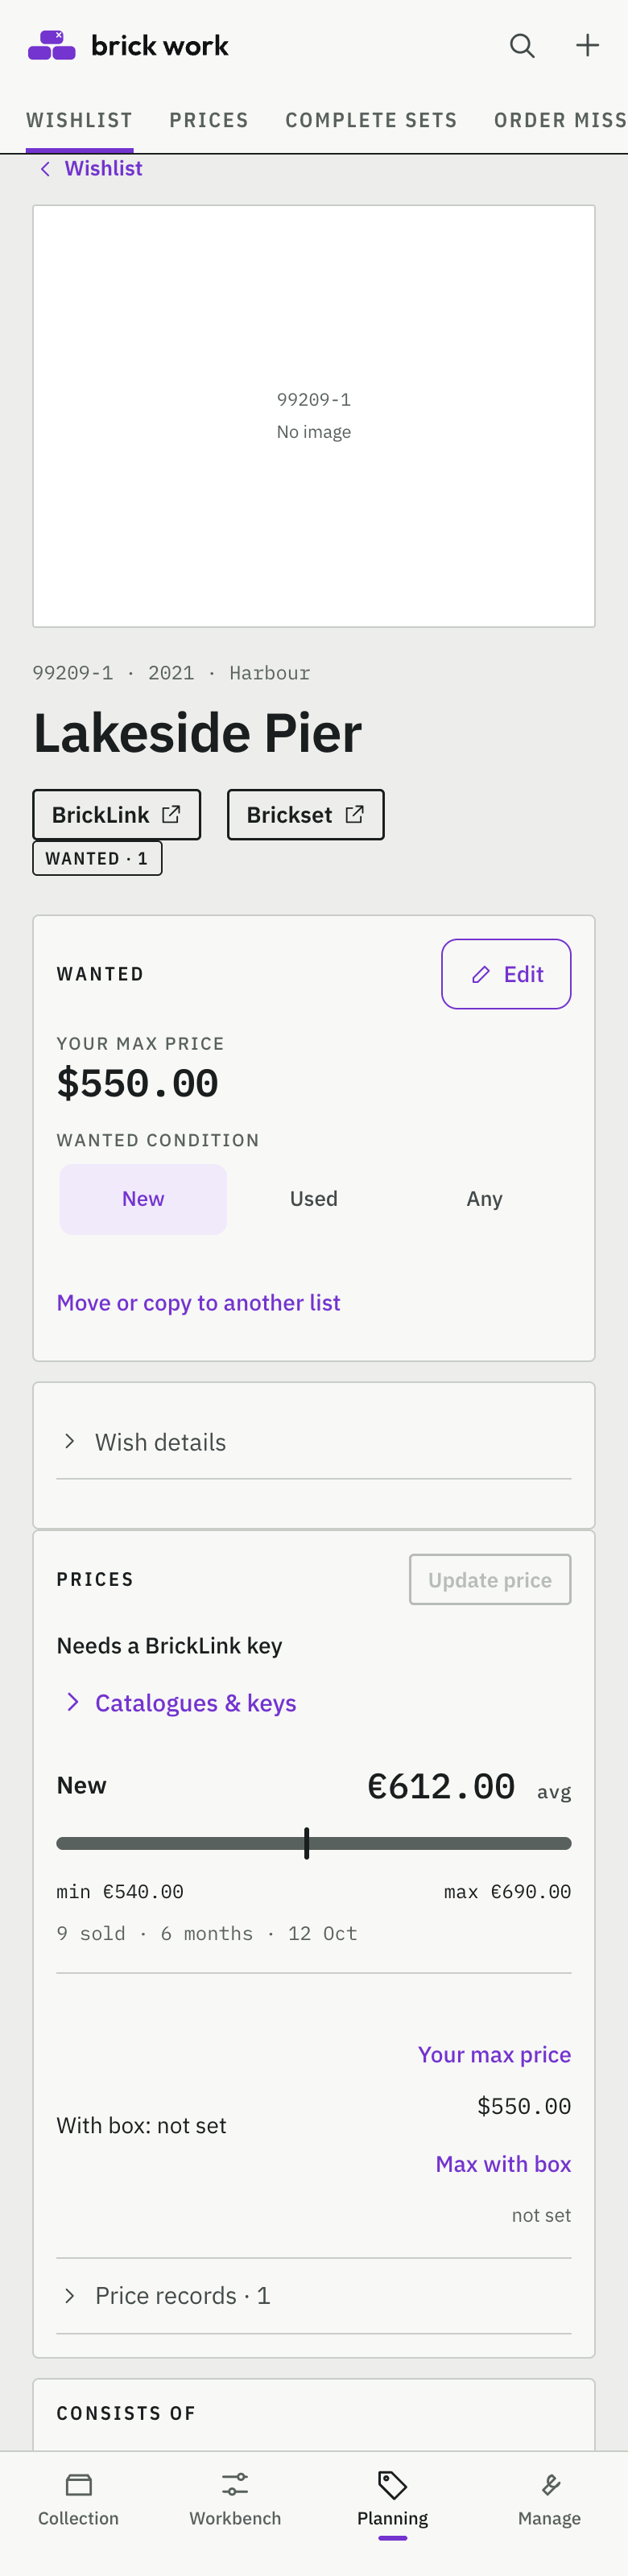 brick work
WISHLIST PRICES COMPLETE SETS ORDER MISS
Wishlist
99209-1
No image
99209-1 · 2021 · Harbour
Lakeside Pier
BrickLink Brickset
WANTED · 1
WANTED Edit
YOUR MAX PRICE
$550.00
WANTED CONDITION
New Used Any
Move or copy to another list
Wish details
PRICES Update price
Needs a BrickLink key
Catalogues & keys
New €612.00 avg
min €540.00 max €690.00
9 sold · 6 months · 12 Oct
Your max price
$550.00
With box: not set
Max with box
not set
Price records · 1
CONSISTS OF
Collection Workbench Planning Manage